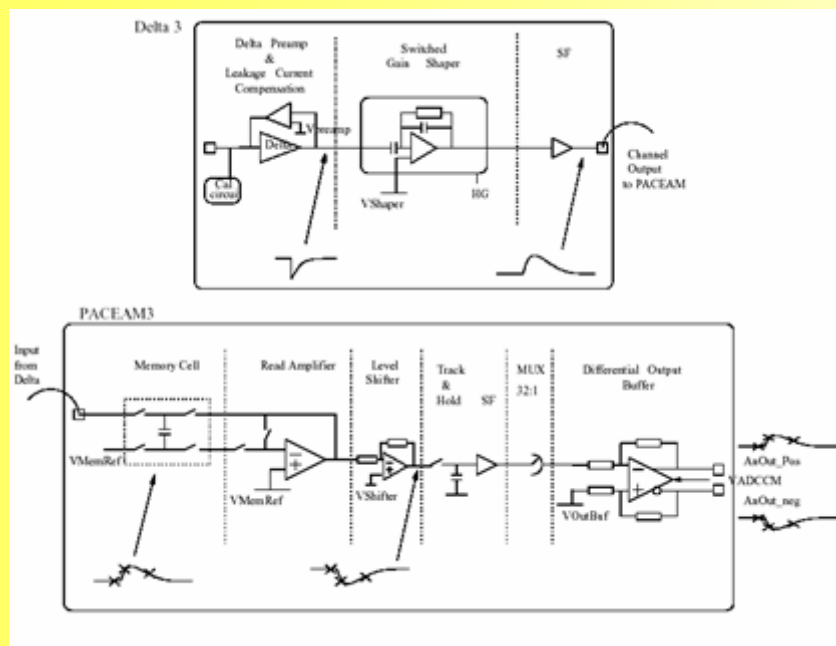 Delta 3
Delta Preamp
&
Leakage Current
Compensation
Switched
Gain Shaper
SF
VPreamp
Delta
Cal
circui
VShaper
HG
Channel
Output
to PACEAM
PACEAM3
Input
from
Delta
Memory Cell
Read Amplifier
Level
Shifter
Track
&
Hold
SF
MUX
32:1
Differential Output
Buffer
VMemRef
VMemRef
VShifter
VOutBuf
AnOut_Pos
VADCCM
AnOut_neg